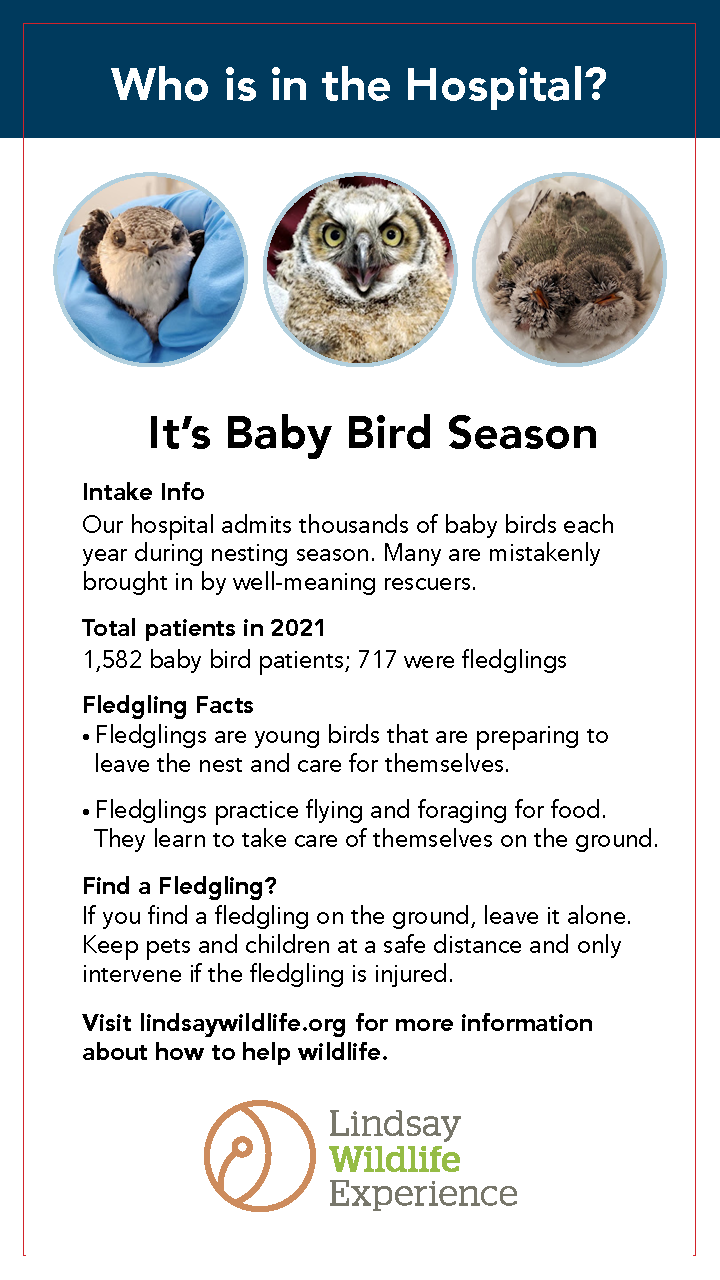 Who is in the Hospital?
It's Baby Bird Season
Intake Info
Our hospital admits thousands of baby birds each
year during nesting season. Many are mistakenly
brought in by well-meaning rescuers.
Total patients in 2021
1,582 baby bird patients; 717 were fledglings
Fledgling Facts
• Fledglings are young birds that are preparing to
leave the nest and care for themselves.
• Fledglings practice flying and foraging for food.
They learn to take care of themselves on the ground.
Find a Fledgling?
If you find a fledgling on the ground, leave it alone.
Keep pets and children at a safe distance and only
intervene if the fledgling is injured.
Visit lindsaywildlife.org for more information
about how to help wildlife.
Lindsay
Wildlife
Experience